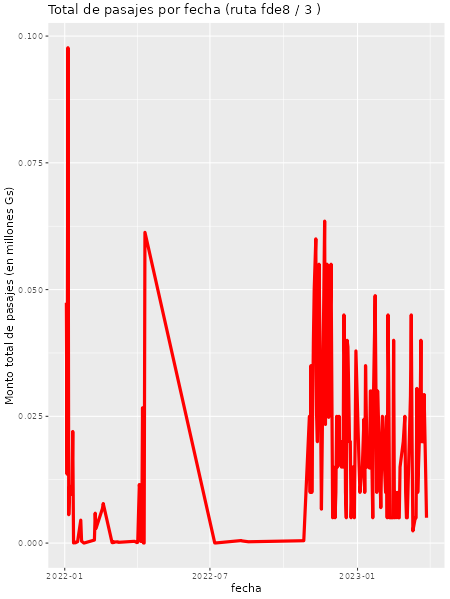 Total de pasajes por fecha (ruta fde8 / 3 )
Monto total de pasajes (en millones Gs)
0.100
0.075
0.050
0.025
0.000
2022-01
2022-07
2023-01
fecha